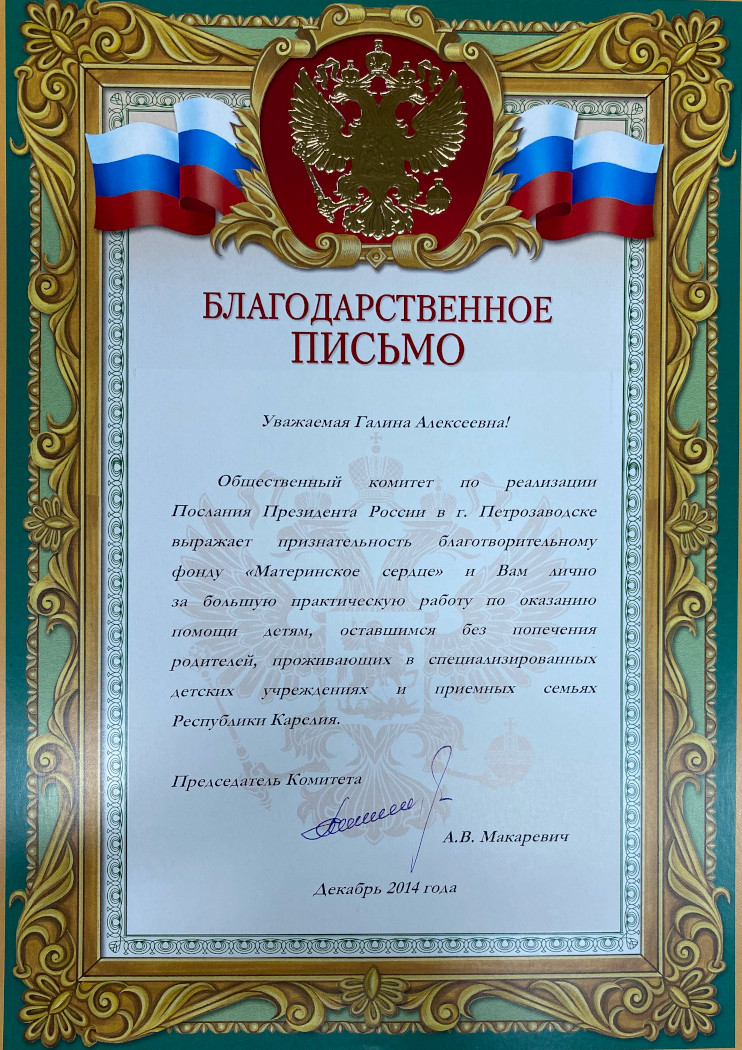 БЛАГОДАРСТВЕННОЕ
ПИСЬМО
Уважаемая Галина Алексеевна!
Общественный комитет по реализации
Послания Президента России в г. Петрозаводске
выражает признательность благотворительному
фонду «Материнское сердце» и Вам лично
за большую практическую работу по оказанию
помощи детям, оставшимся без попечения
родителей, проживающих в специализированных
детских учреждениях и приемных семьях
Республики Карелия.
Председатель Комитета
А.В. Макаревич
Декабрь 2014 года